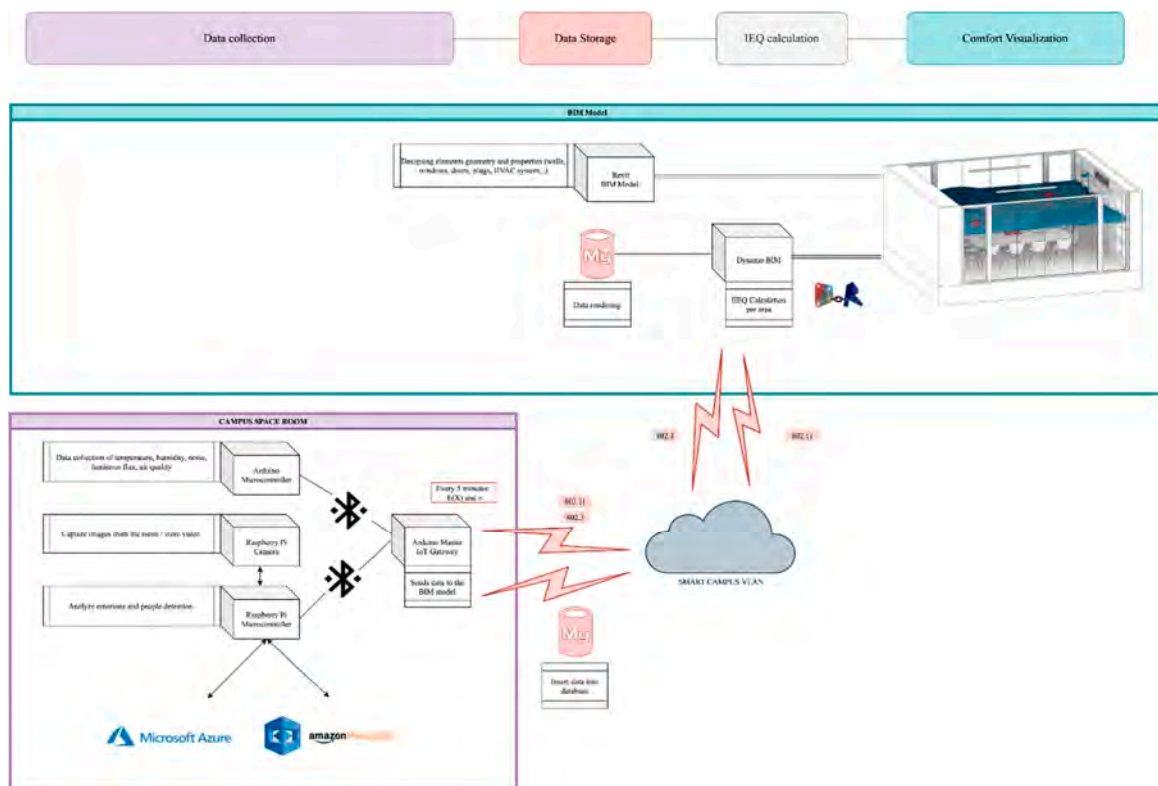 Data collection
Data Storage
IEQ calculation
Comfort Visualization
BIM Model
Designing elements geometry and properties (walls,
windows, doors, plugs, HVAC system,..)
Revit
BIM Model
My
Data rendering
Dynamo BIM
IEQ Calculation
per area
CAMPUS SPACE ROOM
Data collection of temperature, humidity, noise,
luminous flux, air quality
Arduino
Microcontroller
Capture images from the room /
Raspberry Pi
Camera
Analyze emotions and people detection
Raspberry Pi
Microcontroller
Every 5 minutes
E(X) and
Arduino Master
IoT Gateway
Sends data to the
BIM model
802.11
802.3
802.3
802.11
SMART CAMPUS VLAN
My
Insert data into
database
Microsoft Azure
amazon